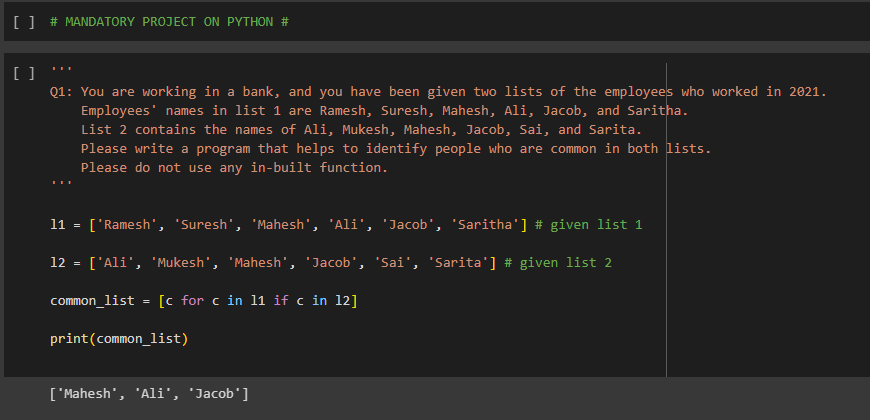 [ ] # MANDATORY PROJECT ON PYTHON #
[ ] '''
Q1: You are working in a bank, and you have been given two lists of the employees who worked in 2021.
Employees' names in list 1 are Ramesh, Suresh, Mahesh, Ali, Jacob, and Saritha.
List 2 contains the names of Ali, Mukesh, Mahesh, Jacob, Sai, and Sarita.
Please write a program that helps to identify people who are common in both lists.
Please do not use any in-built function.
'''
l1 = ['Ramesh', 'Suresh', 'Mahesh', 'Ali', 'Jacob', 'Saritha'] # given list 1
l2 = ['Ali', 'Mukesh', 'Mahesh', 'Jacob', 'Sai', 'Sarita'] # given list 2
common_list = [c for c in l1 if c in l2]
print(common_list)
['Mahesh', 'Ali', 'Jacob']